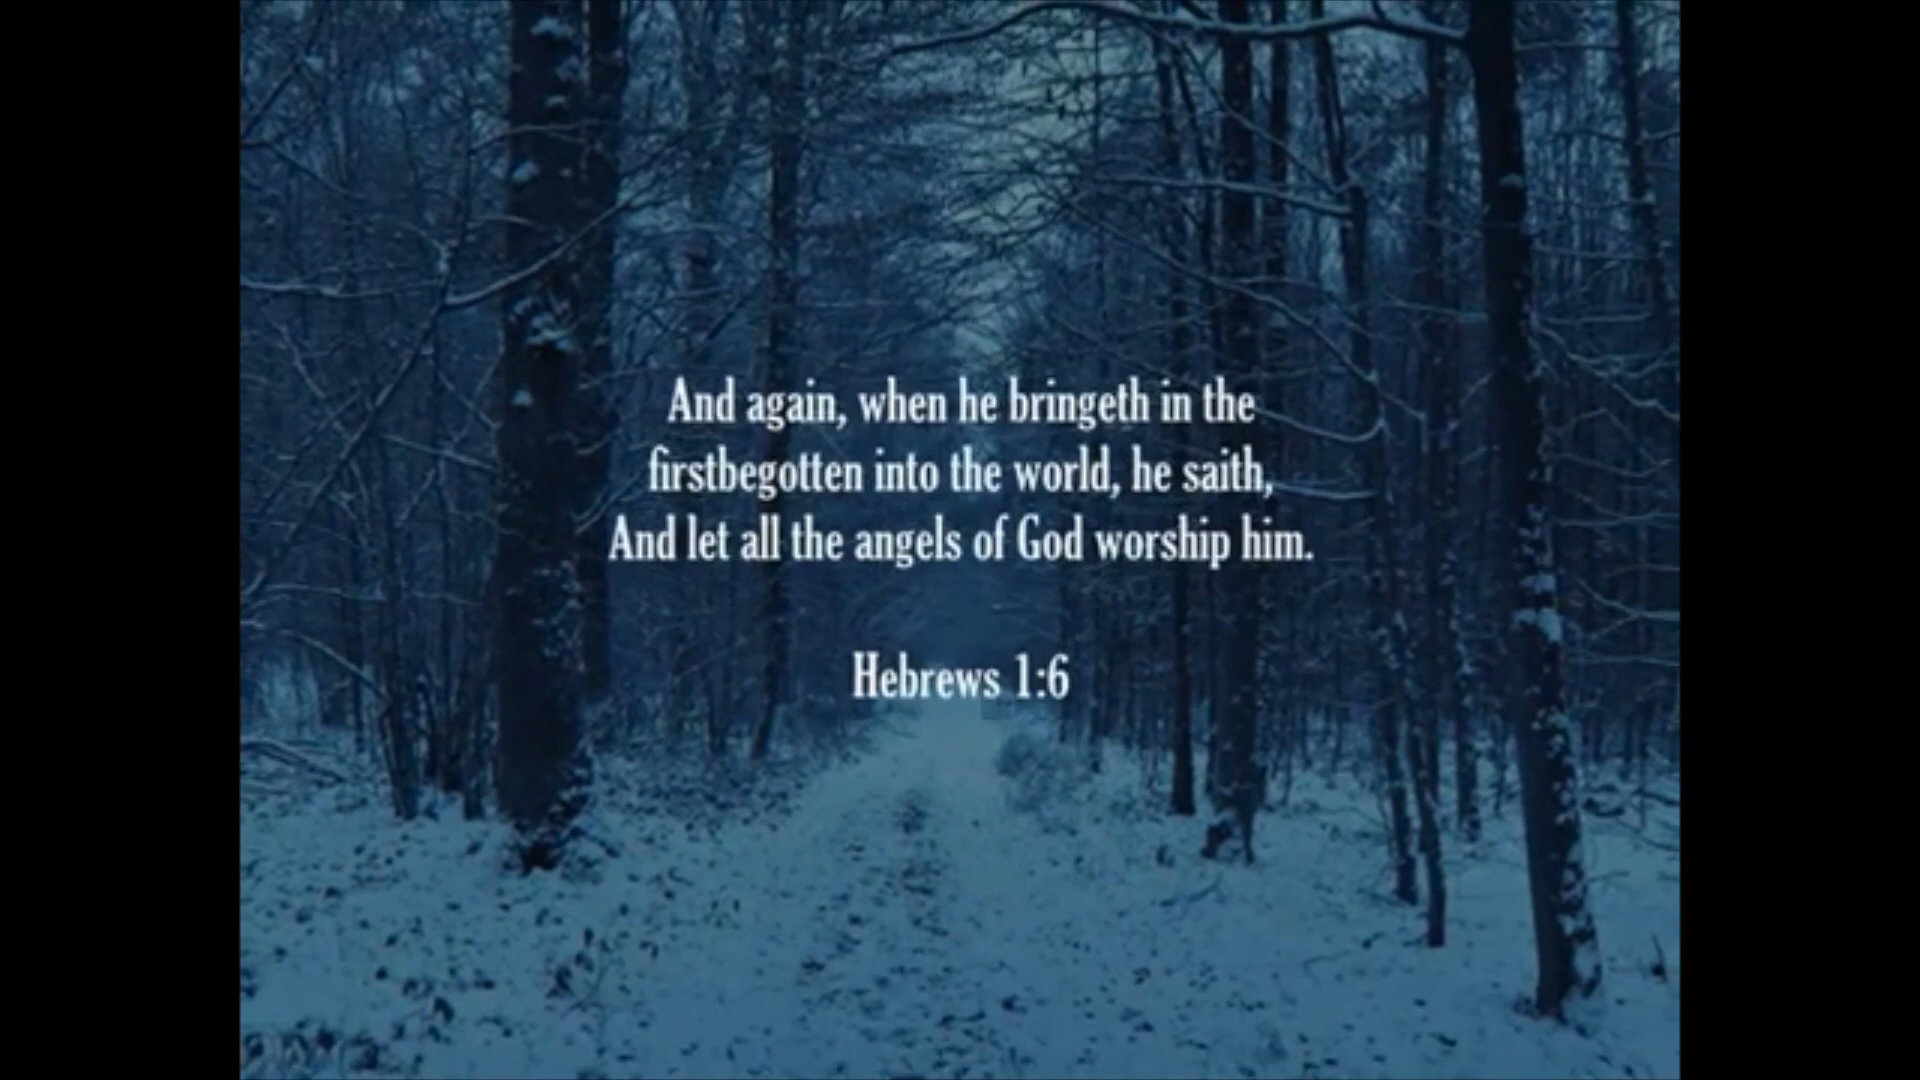 And again, when he bringeth in the
firstbegotten into the world, he saith,
And let all the angels of God worship him.
Hebrews 1:6